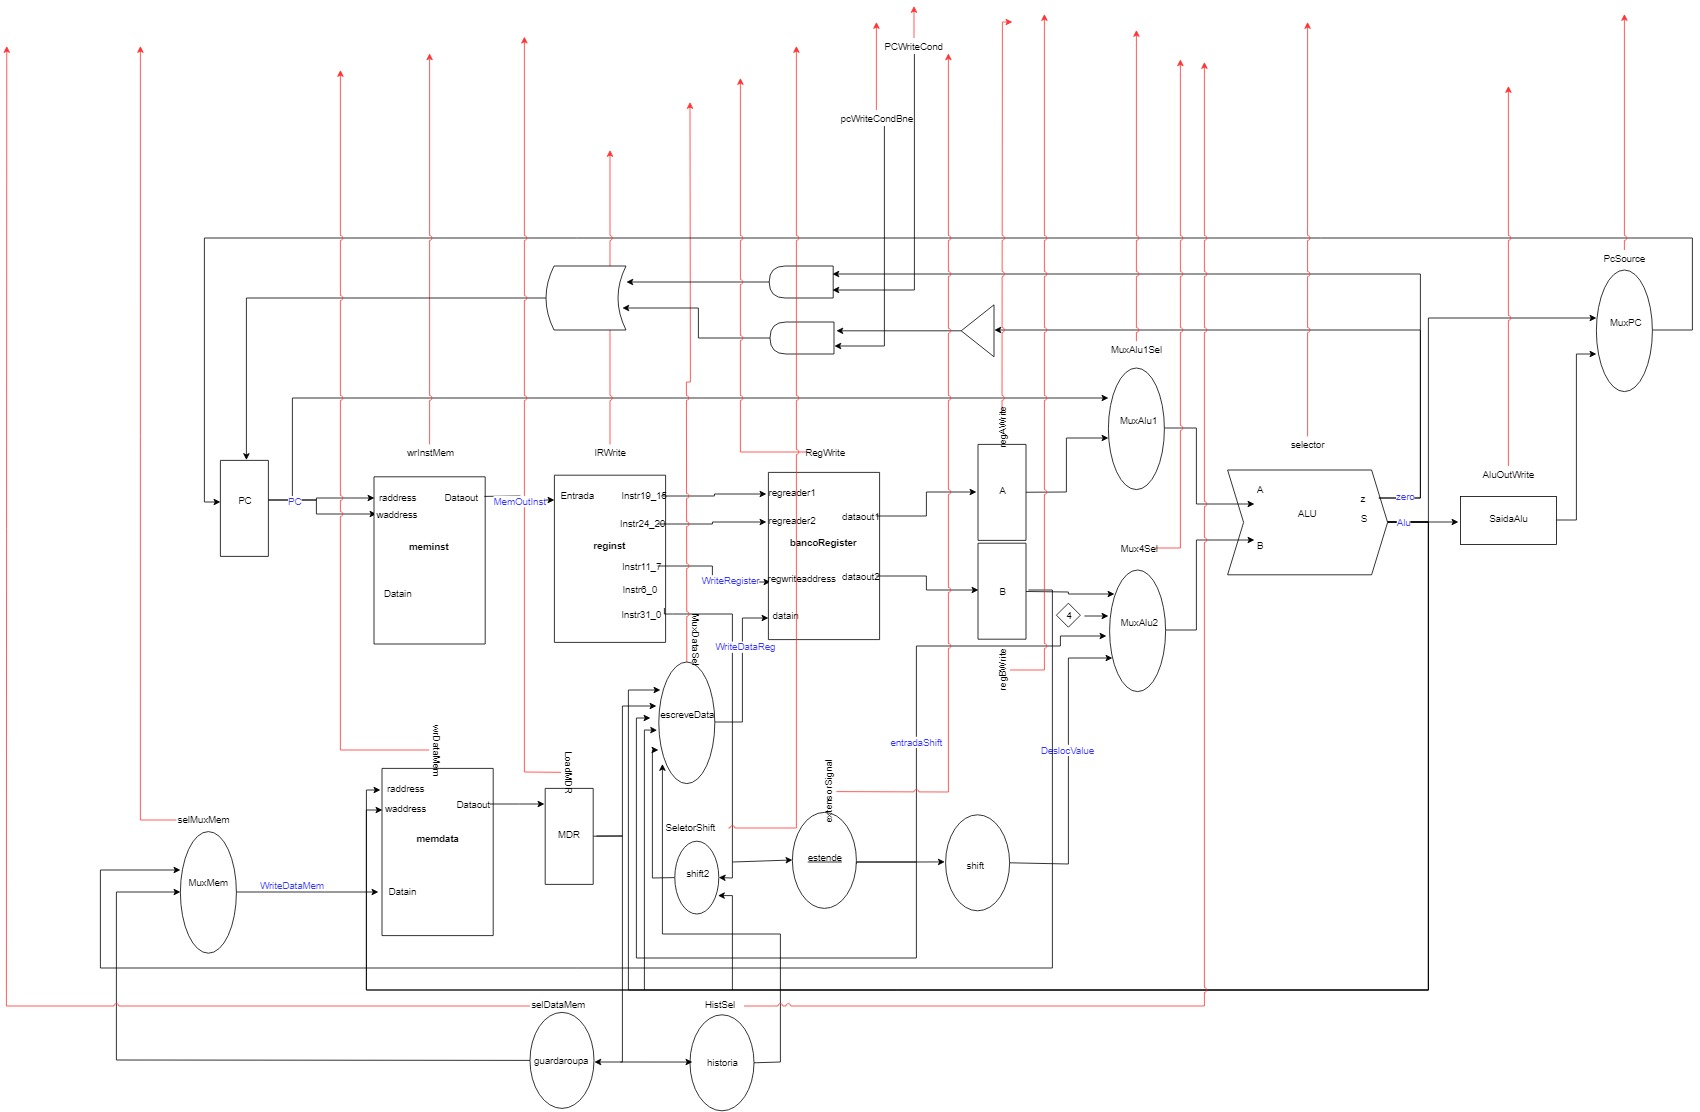 PCWriteCond
pcWriteCondBne
PcSource
MuxPC
MuxAlu1Sel
MuxAlu1
regAWrite
selector
wrInstMem
IRWrite
RegWrite
AluOutWrite
PC
PC
raddress
waddress
Dataout
meminst
Datain
MemOutInst
Entrada
Instr19_15
Instr24_20
reginst
Instr11_7
Instr6_0
Instr31_0
WriteRegister
regreader1
regreader2
dataout1
bancoRegister
regwriteaddress
dataout2
datain
A
B
regBWrite
4
Mux4Sel
MuxAlu2
A
B
ALU
z
S
zero
Alu
SaidaAlu
MuxDataSel
WriteDataReg
escreveData
entradaShift
DeslocValue
wrDataMem
LoadMDR
extensorSignal
raddress
waddress
Dataout
memdata
Datain
MDR
selMuxMem
MuxMem
WriteDataMem
SeletorShift
shift2
estende
shift
selDataMem
HistSel
guardaroupa
historia